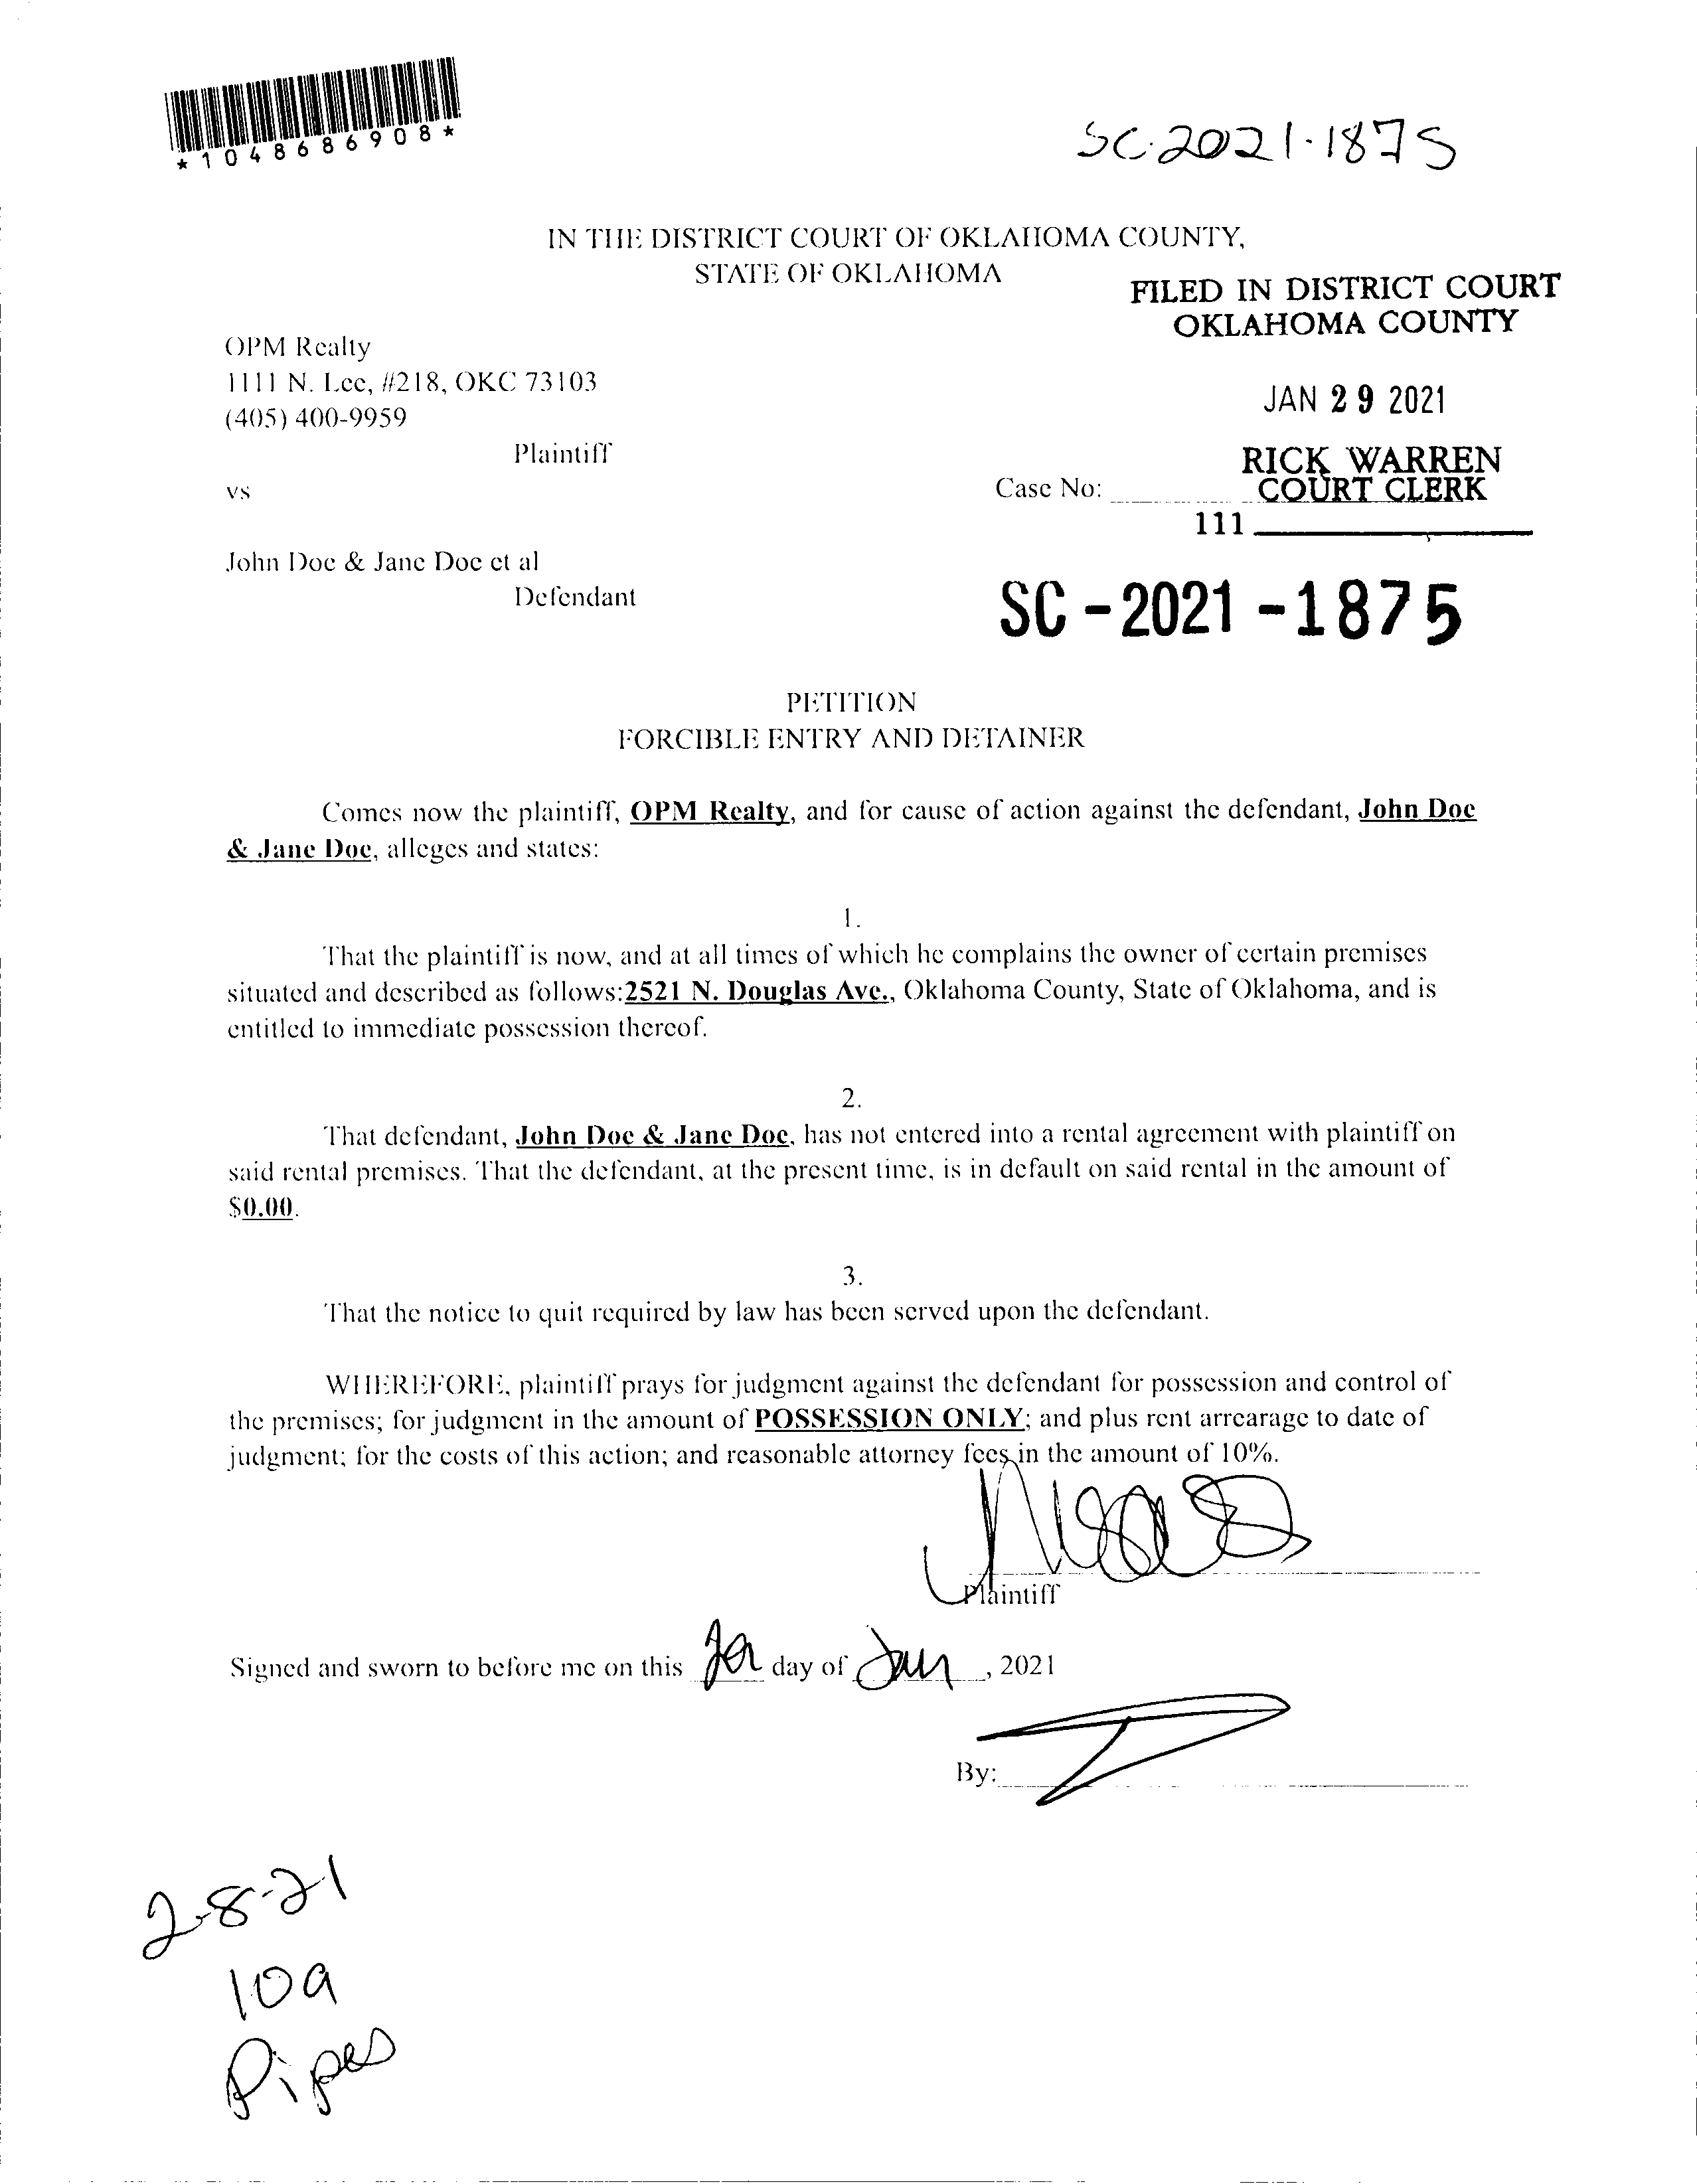 *1048686908*
SC-2021-1875
IN THE DISTRICT COURT OF OKLAHOMA COUNTY,
STATE OF OKLAHOMA
FILED IN DISTRICT COURT
OKLAHOMA COUNTY
OPM Realty
1111 N. Lee, #218, OKC 73103
(405) 400-9959
JAN 29 2021
Plaintiff
RICK WARREN
COURT CLERK
vs
Case No:
111
John Doe & Jane Doe et al
Defendant
SC-2021-1875
PETITION
FORCIBLE ENTRY AND DETAINER
Comes now the plaintiff, OPM Realty, and for cause of action against the defendant, John Doe
& Jane Doe, alleges and states:
1.
That the plaintiff is now, and at all times of which he complains the owner of certain premises
situated and described as follows:2521 N. Douglas Ave., Oklahoma County, State of Oklahoma, and is
entitled to immediate possession thereof.
2.
That defendant, John Doe & Jane Doe, has not entered into a rental agreement with plaintiff on
said rental premises. That the defendant, at the present time, is in default on said rental in the amount of
$0.00.
3.
That the notice to quit required by law has been served upon the defendant.
WHEREFORE, plaintiff prays for judgment against the defendant for possession and control of
the premises; for judgment in the amount of POSSESSION ONLY; and plus rent arrearage to date of
judgment; for the costs of this action; and reasonable attorney fees in the amount of 10%.
Plaintiff
Signed and sworn to before me on this day of Jan, 2021
By:
2-8-21
10a
Pipes